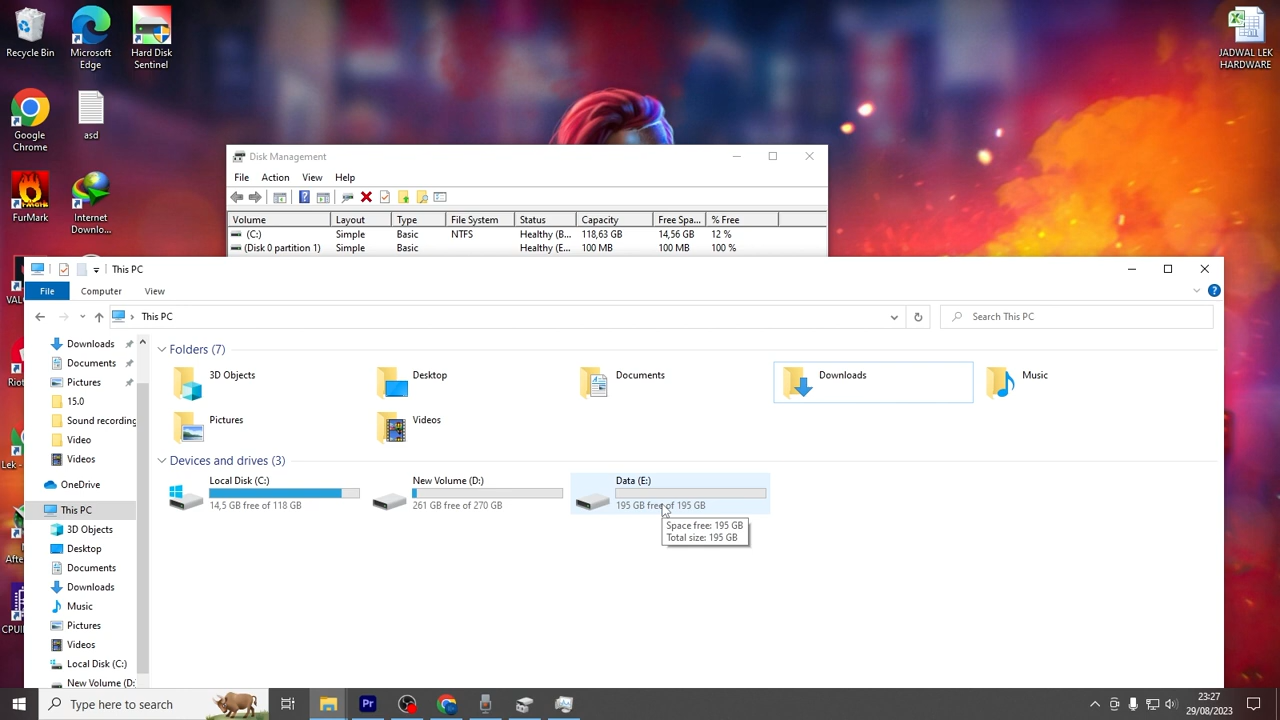 Recycle Bin
Microsoft
Edge
Hard Disk
Sentinel
JADWAL LEK
HARDWARE
Google
Chrome
asd
FurMark
Internet
Downlo...
VAL
Riot
Lek -
After
CPUID
Disk Management
File Action View Help
Volume Layout Type File System Status Capacity Free Spa... % Free
(C:) Simple Basic NTFS Healthy (B... 118,63 GB 14,56 GB 12 %
(Disk 0 partition 1) Simple Basic Healthy (E... 100 MB 100 MB 100 %
This PC
File Computer View
This PC
Search This PC
Downloads
Documents
Pictures
15.0
Sound recording
Video
Videos
OneDrive
This PC
3D Objects
Desktop
Documents
Downloads
Music
Pictures
Videos
Local Disk (C:)
New Volume (D:
Folders (7)
3D Objects
Desktop
Documents
Downloads
Music
Pictures
Videos
Devices and drives (3)
Local Disk (C:)
14,5 GB free of 118 GB
New Volume (D:)
261 GB free of 270 GB
Data (E:)
195 GB free of 195 GB
Space free: 195 GB
Total size: 195 GB
Type here to search
Pr
23:27
29/08/2023